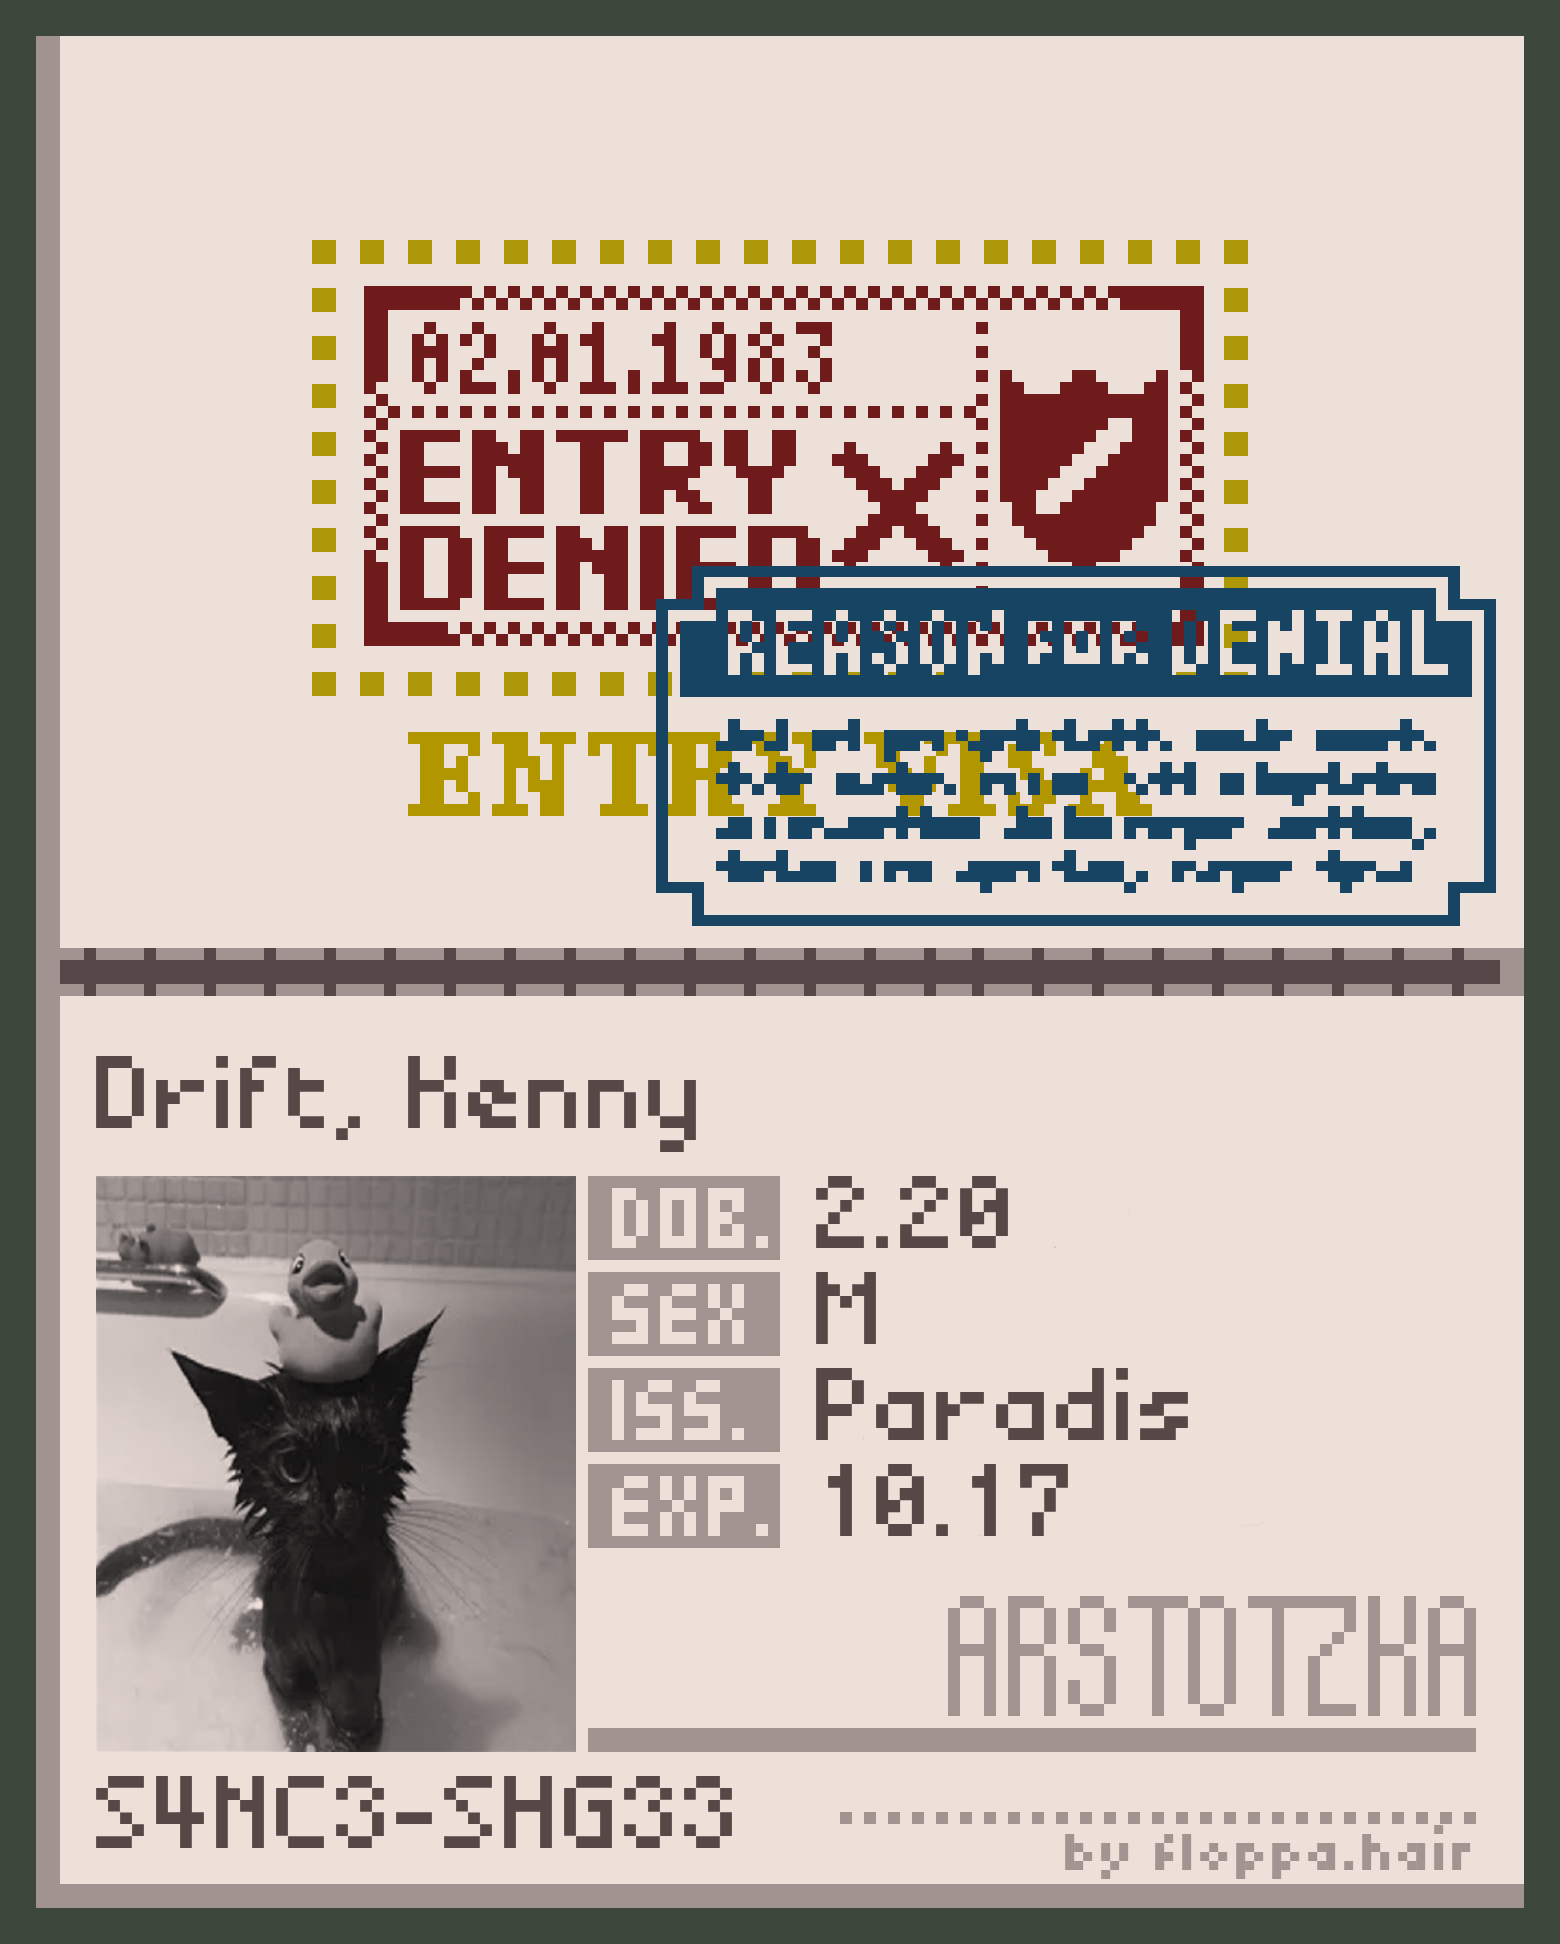 02.01.1983
ENTRY
DENIED
REASON FOR DENIAL
ENTRY VISA
Drift, Kenny
DOB. 2.20
SEX M
ISS. Paradis
EXP. 10.17
ARSTOTZKA
S4NC3-SHG33
by floppa.hair